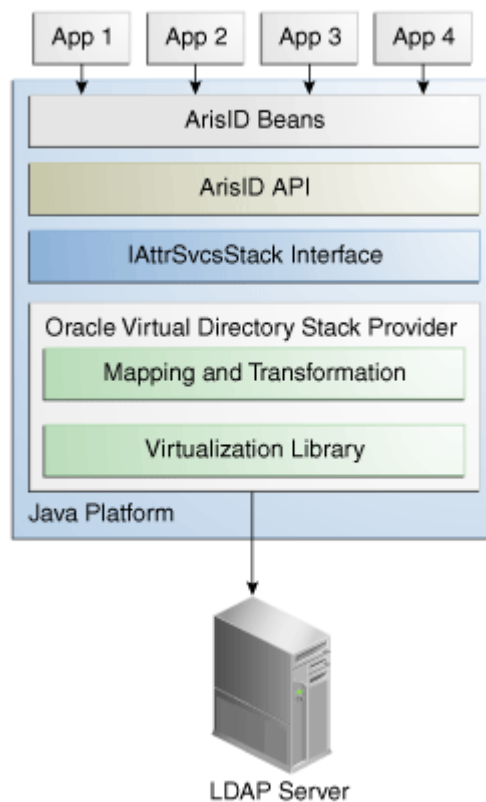 App 1
App 2
App 3
App 4
ArisID Beans
ArisID API
IAttrSvcsStack Interface
Oracle Virtual Directory Stack Provider
Mapping and Transformation
Virtualization Library
Java Platform
LDAP Server